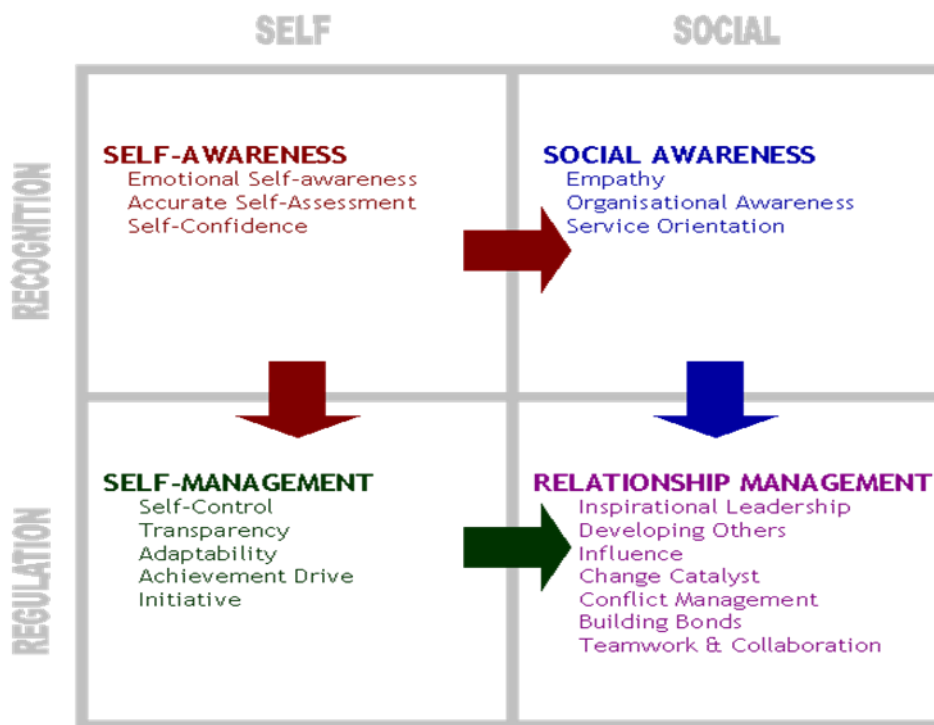 SELF
SOCIAL
RECOGNITION
SELF-AWARENESS
Emotional Self-awareness
Accurate Self-Assessment
Self-Confidence
SOCIAL AWARENESS
Empathy
Organisational Awareness
Service Orientation
REGULATION
SELF-MANAGEMENT
Self-Control
Transparency
Adaptability
Achievement Drive
Initiative
RELATIONSHIP MANAGEMENT
Inspirational Leadership
Developing Others
Influence
Change Catalyst
Conflict Management
Building Bonds
Teamwork & Collaboration